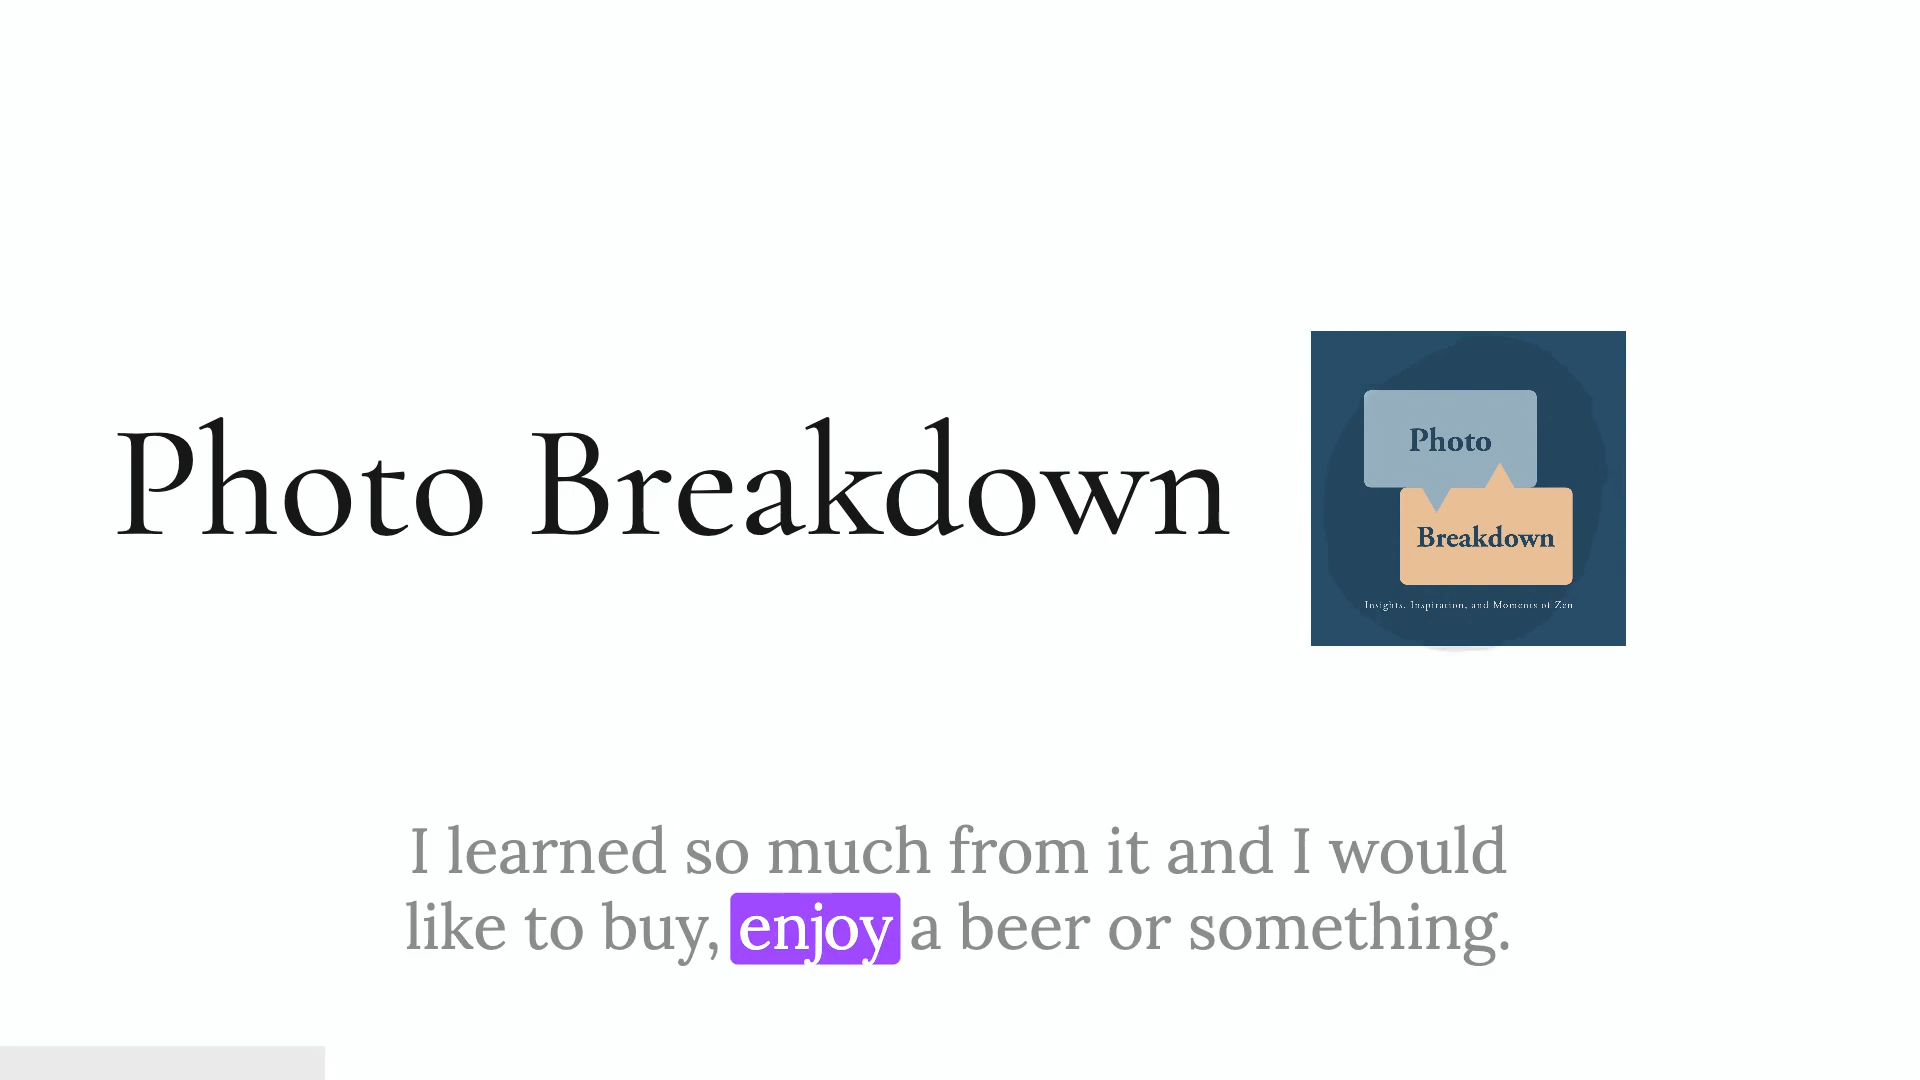 Photo Breakdown
Photo
Breakdown
Insights, Inspiration, and Moments of Zen
I learned so much from it and I would
like to buy, enjoy a beer or something.